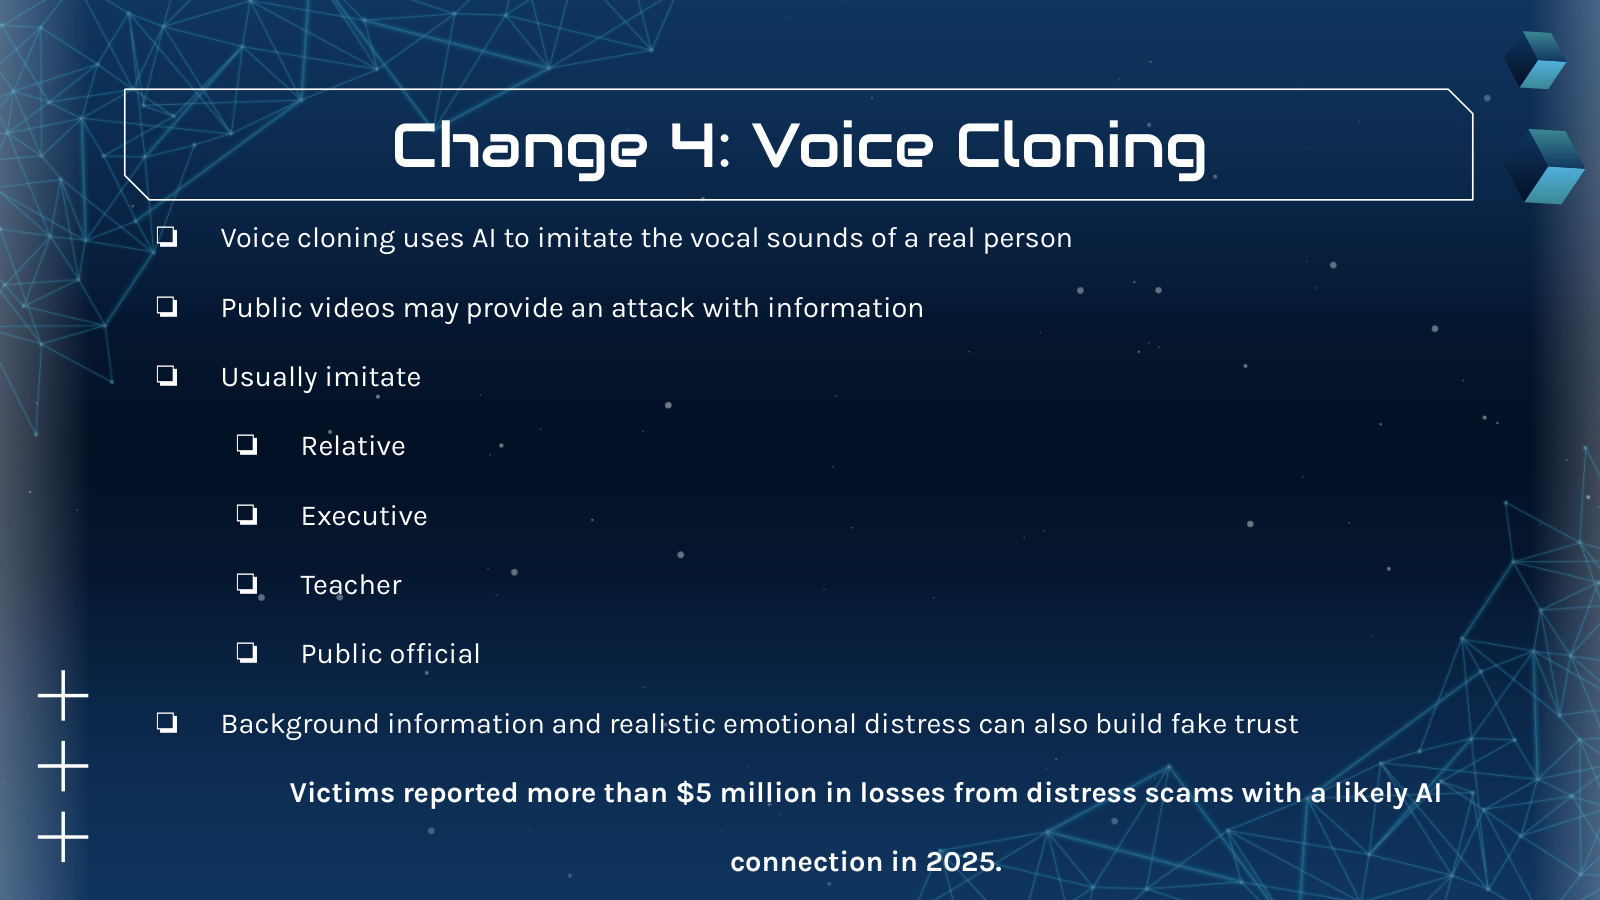 Change 4: Voice Cloning
❏ Voice cloning uses AI to imitate the vocal sounds of a real person
❏ Public videos may provide an attack with information
❏ Usually imitate
❏ Relative
❏ Executive
❏ Teacher
❏ Public official
❏ Background information and realistic emotional distress can also build fake trust
Victims reported more than $5 million in losses from distress scams with a likely AI
connection in 2025.